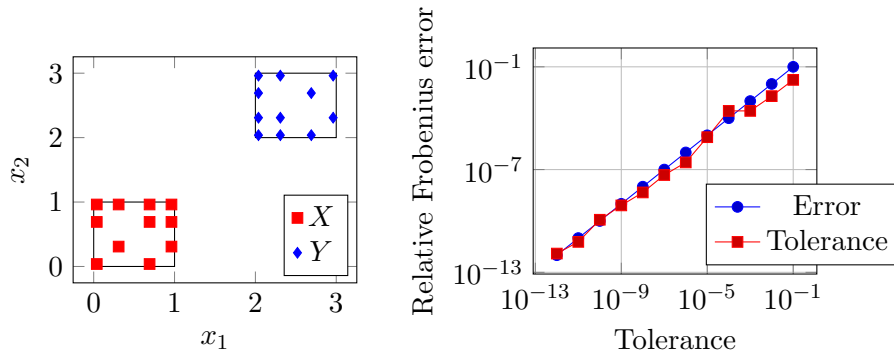 3
2
1
0
0
1
2
3
x₁
x₂
X
Y
10⁻¹
10⁻⁷
10⁻¹³
10⁻¹³
10⁻⁹
10⁻⁵
10⁻¹
Tolerance
Relative Frobenius error
Error
Tolerance